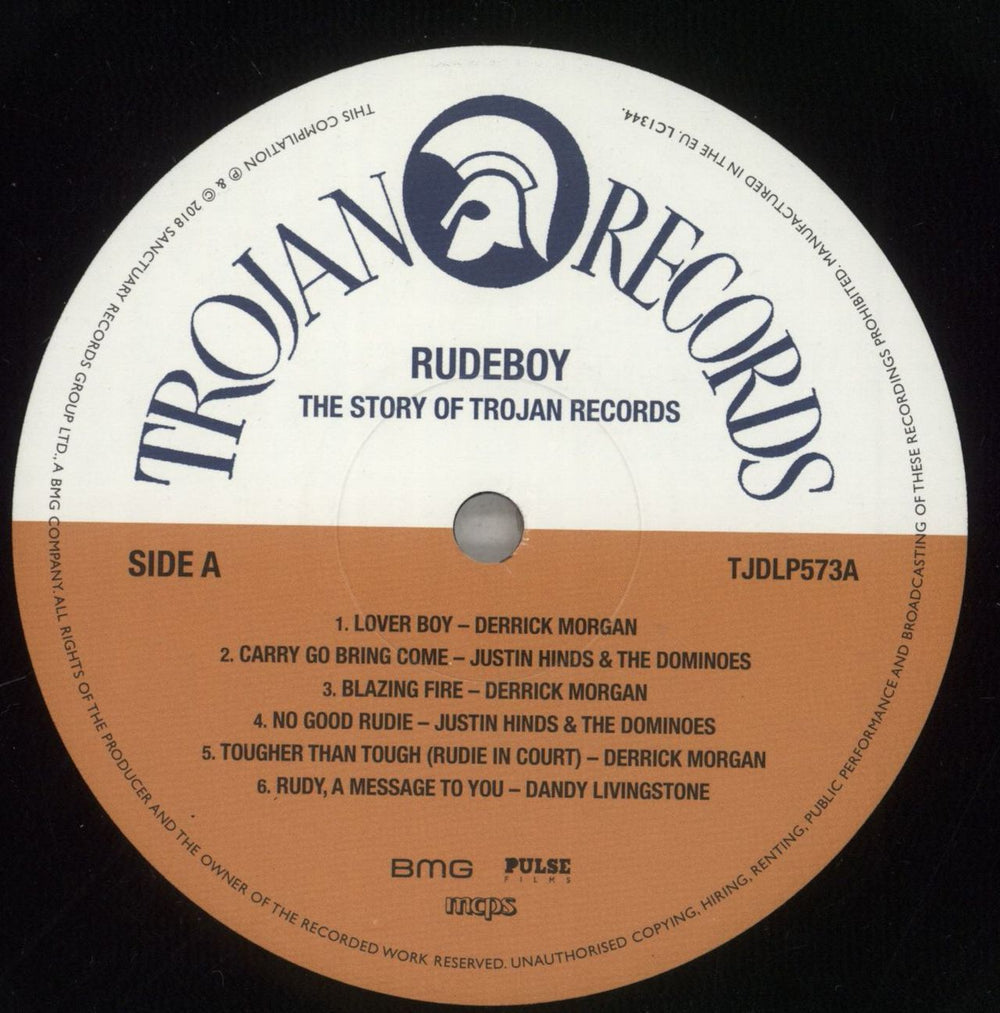 TROJAN RECORDS
RUDEBOY
THE STORY OF TROJAN RECORDS
SIDE A
TJDLP573A
1. LOVER BOY – DERRICK MORGAN
2. CARRY GO BRING COME – JUSTIN HINDS & THE DOMINOES
3. BLAZING FIRE – DERRICK MORGAN
4. NO GOOD RUDIE – JUSTIN HINDS & THE DOMINOES
5. TOUGHER THAN TOUGH (RUDIE IN COURT) – DERRICK MORGAN
6. RUDY, A MESSAGE TO YOU – DANDY LIVINGSTONE
BMG
PULSE
FILMS
mcps
THIS COMPILATION ℗ & © 2018 SANCTUARY RECORDS GROUP LTD., A BMG COMPANY. ALL RIGHTS OF THE PRODUCER AND THE OWNER OF THE RECORDED WORK RESERVED. UNAUTHORISED COPYING, HIRING, RENTING, PUBLIC PERFORMANCE AND BROADCASTING OF THESE RECORDINGS PROHIBITED. MANUFACTURED IN THE EU. LC1344.